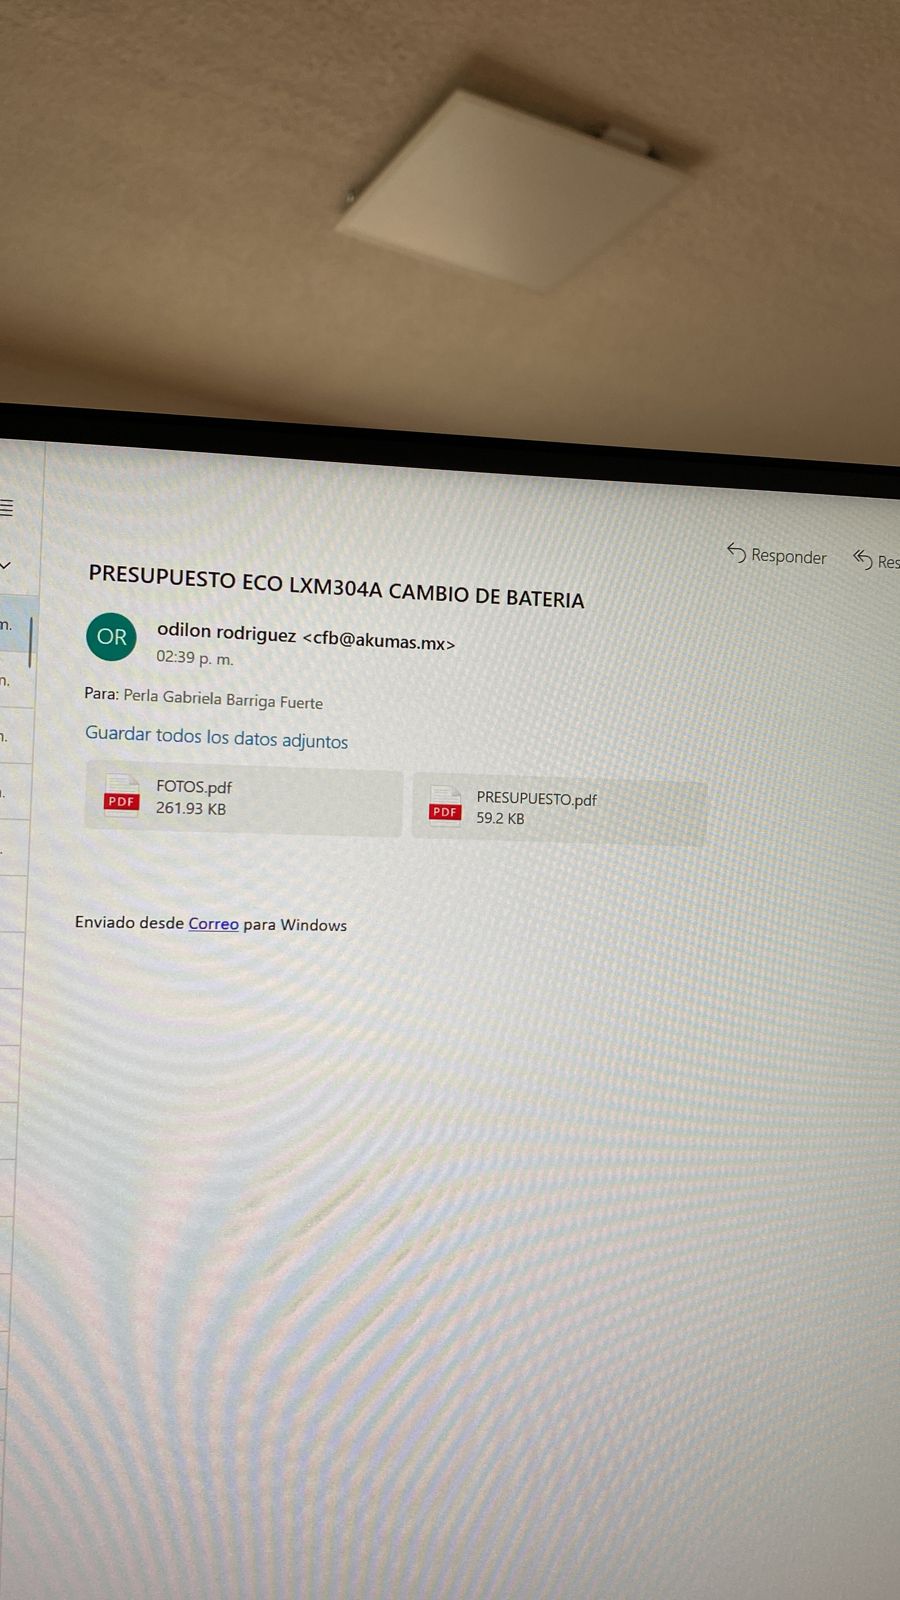 Responder
PRESUPUESTO ECO LXM304A CAMBIO DE BATERIA
OR
odilon rodriguez <cfb@akumas.mx>
02:39 p. m.
Para: Perla Gabriela Barriga Fuerte
Guardar todos los datos adjuntos
PDF
FOTOS.pdf
261.93 KB
PDF
PRESUPUESTO.pdf
59.2 KB
Enviado desde Correo para Windows